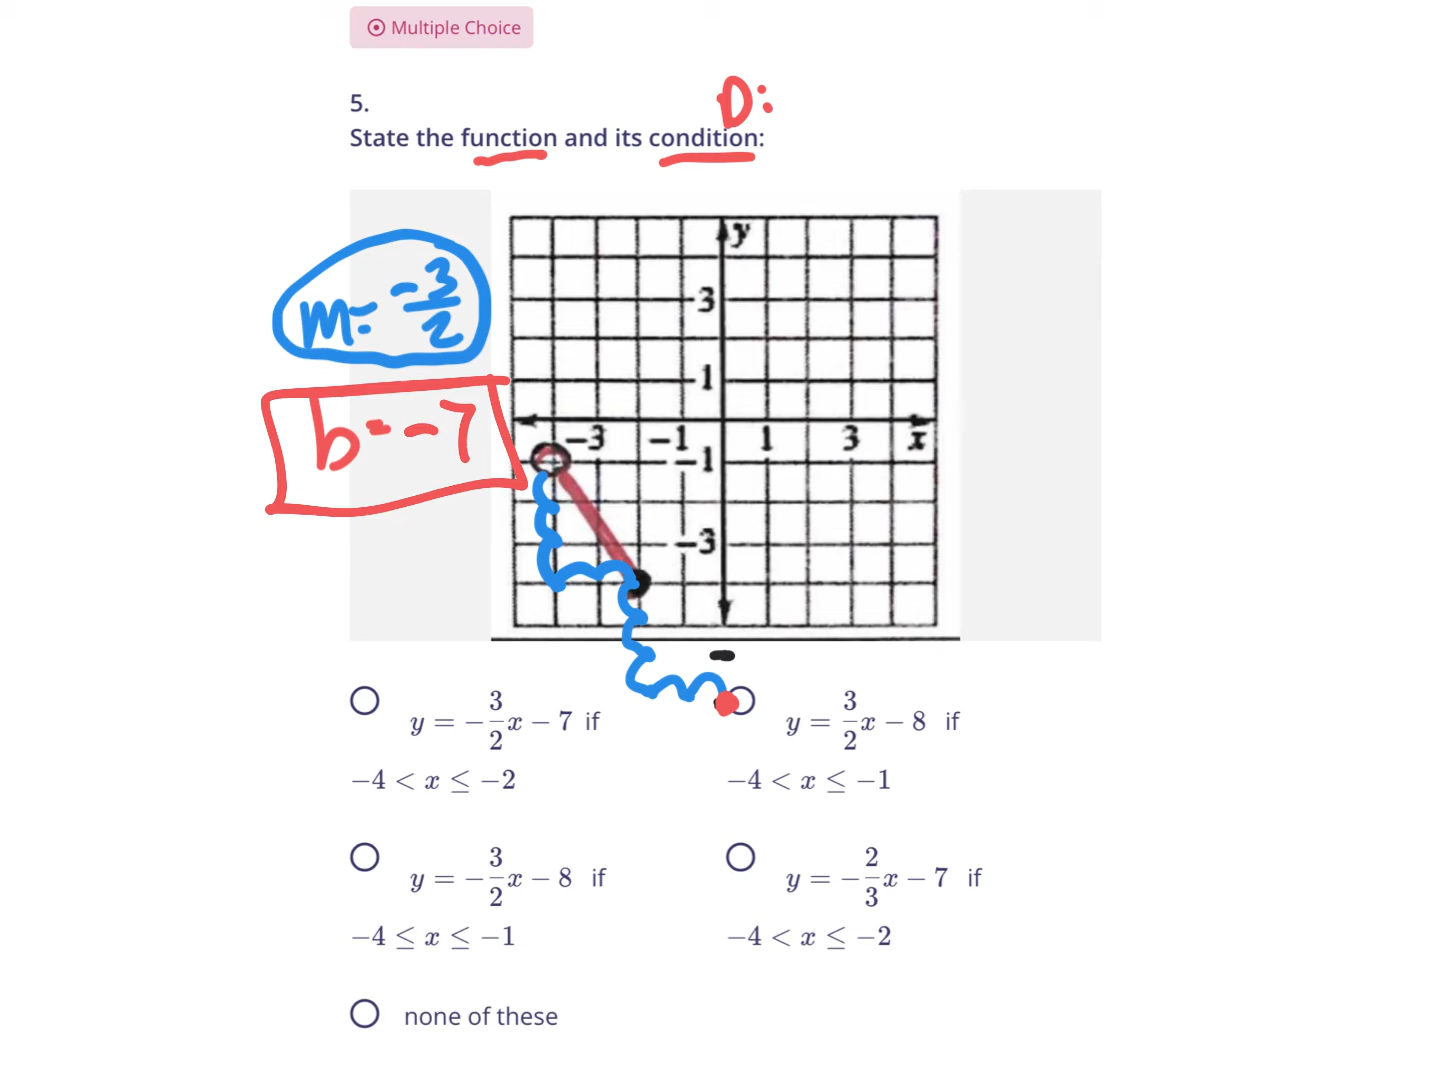 Multiple Choice
5.
D:
State the function and its condition:
y
m = -3/2
3
1
b = -7
−3 −1 1 3 x
−1
−3
-
y = −3/2x − 7 if
−4 < x ≤ −2
y = 3/2x − 8 if
−4 < x ≤ −1
y = −3/2x − 8 if
−4 ≤ x ≤ −1
y = −2/3x − 7 if
−4 < x ≤ −2
none of these